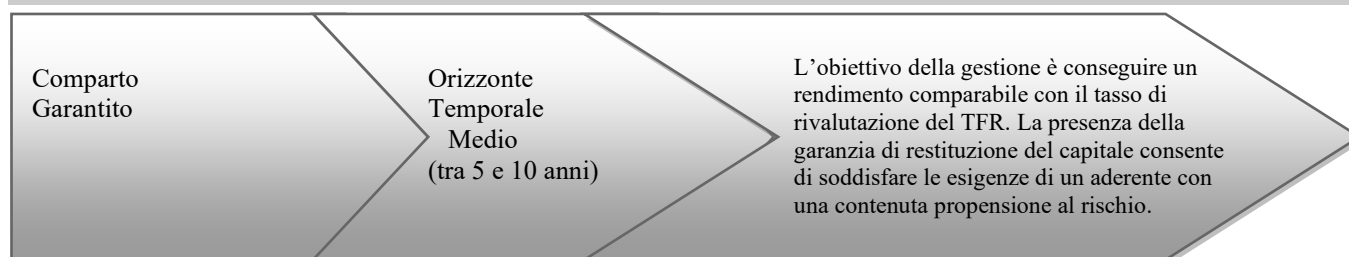 Comparto
Garantito
Orizzonte
Temporale
Medio
(tra 5 e 10 anni)
L’obiettivo della gestione è conseguire un
rendimento comparabile con il tasso di
rivalutazione del TFR. La presenza della
garanzia di restituzione del capitale consente
di soddisfare le esigenze di un aderente con
una contenuta propensione al rischio.